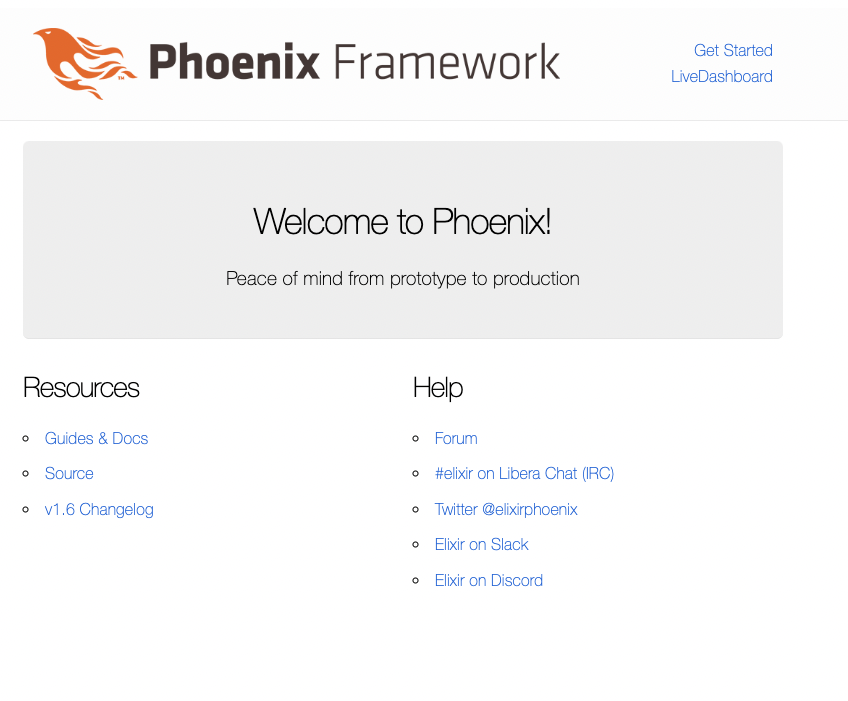 Phoenix Framework
Get Started
LiveDashboard
Welcome to Phoenix!
Peace of mind from prototype to production
Resources
Guides & Docs
Source
v1.6 Changelog
Help
Forum
#elixir on Libera Chat (IRC)
Twitter @elixirphoenix
Elixir on Slack
Elixir on Discord